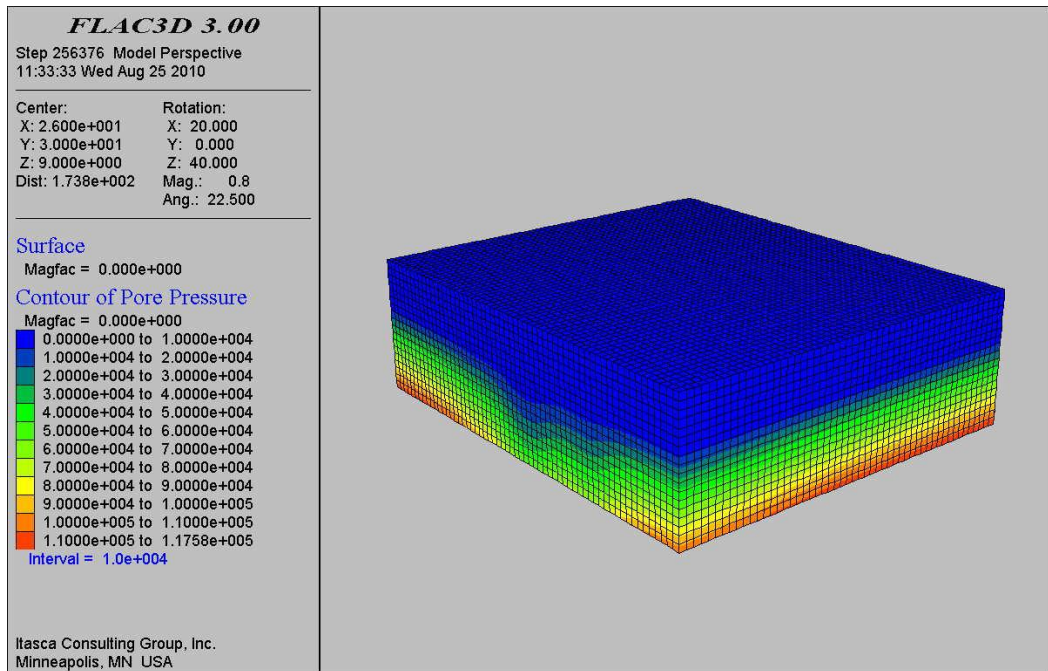 FLAC3D 3.00
Step 256376  Model Perspective
11:33:33 Wed Aug 25 2010
Center: Rotation:
X: 2.600e+001 X: 20.000
Y: 3.000e+001 Y: 0.000
Z: 9.000e+000 Z: 40.000
Dist: 1.738e+002 Mag.: 0.8
Ang.: 22.500
Surface
Magfac = 0.000e+000
Contour of Pore Pressure
Magfac = 0.000e+000
0.0000e+000 to 1.0000e+004
1.0000e+004 to 2.0000e+004
2.0000e+004 to 3.0000e+004
3.0000e+004 to 4.0000e+004
4.0000e+004 to 5.0000e+004
5.0000e+004 to 6.0000e+004
6.0000e+004 to 7.0000e+004
7.0000e+004 to 8.0000e+004
8.0000e+004 to 9.0000e+004
9.0000e+004 to 1.0000e+005
1.0000e+005 to 1.1000e+005
1.1000e+005 to 1.1758e+005
Interval = 1.0e+004
Itasca Consulting Group, Inc.
Minneapolis, MN USA